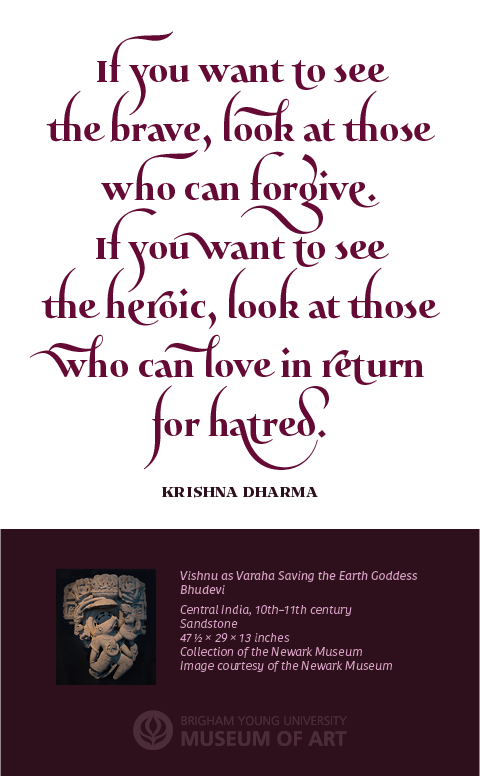 If you want to see
the brave, look at those
who can forgive.
If you want to see
the heroic, look at those
who can love in return
for hatred.
KRISHNA DHARMA
Vishnu as Varaha Saving the Earth Goddess
Bhudevi
Central India, 10th–11th century
Sandstone
47 ½ × 29 × 13 inches
Collection of the Newark Museum
Image courtesy of the Newark Museum
BRIGHAM YOUNG UNIVERSITY
MUSEUM OF ART